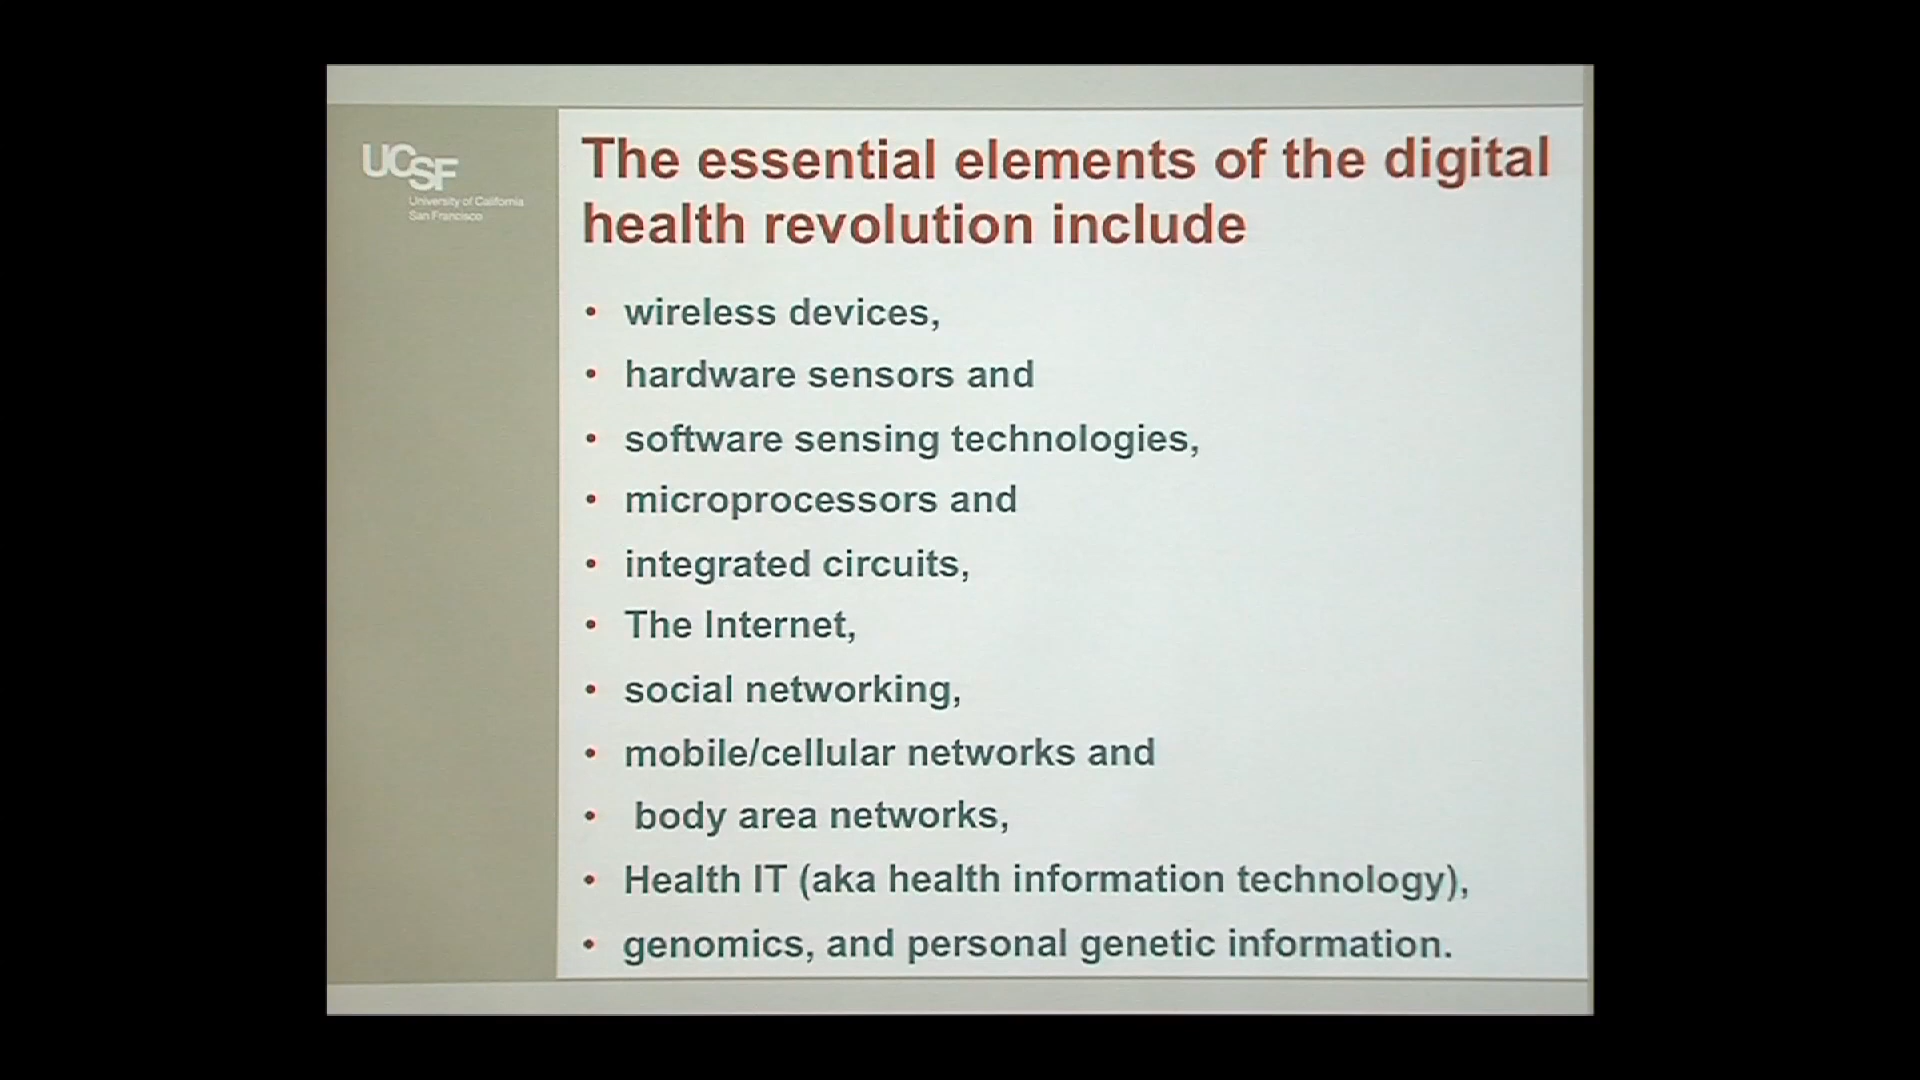 UCSF
University of California
San Francisco
The essential elements of the digital
health revolution include
• wireless devices,
• hardware sensors and
• software sensing technologies,
• microprocessors and
• integrated circuits,
• The Internet,
• social networking,
• mobile/cellular networks and
• body area networks,
• Health IT (aka health information technology),
• genomics, and personal genetic information.